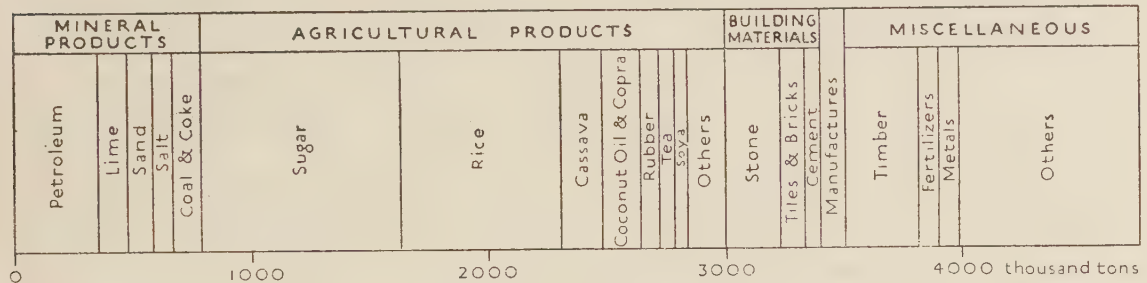 MINERAL
PRODUCTS
AGRICULTURAL PRODUCTS
BUILDING
MATERIALS
MISCELLANEOUS
Petroleum
Lime
Sand
Salt
Coal & Coke
Sugar
Rice
Cassava
Coconut Oil & Copra
Rubber
Tea
Soya
Others
Stone
Tiles & Bricks
Cement
Manufactures
Timber
Fertilizers
Metals
Others
0 1000 2000 3000 4000 thousand tons